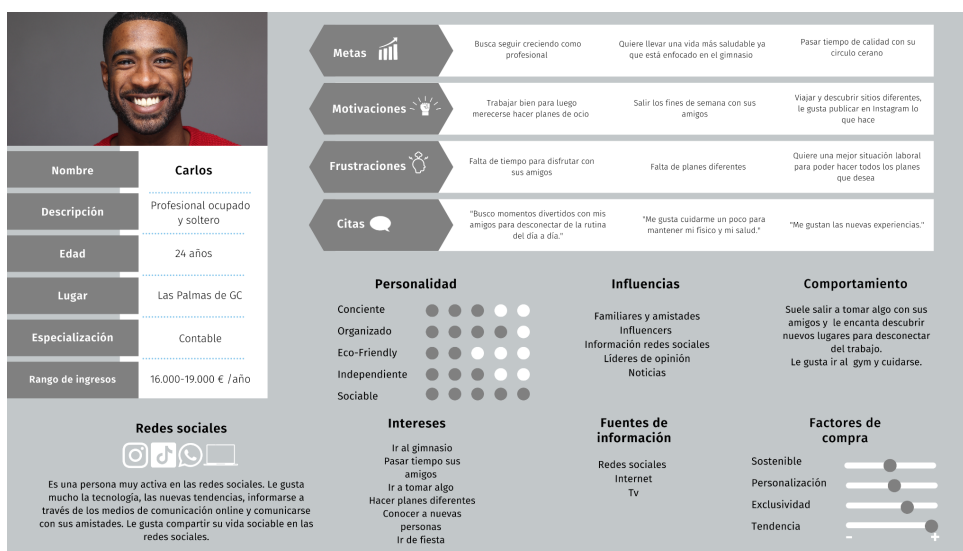 Nombre
Carlos
Descripción
Profesional ocupado
y soltero
Edad
24 años
Lugar
Las Palmas de GC
Especialización
Contable
Rango de ingresos
16.000-19.000 € /año
Metas
Busca seguir creciendo como
profesional
Quiere llevar una vida más saludable ya
que está enfocado en el gimnasio
Pasar tiempo de calidad con su
circulo cerano
Motivaciones
Trabajar bien para luego
merecerse hacer planes de ocio
Salir los fines de semana con sus
amigos
Viajar y descubrir sitios diferentes,
le gusta publicar en Instagram lo
que hace
Frustraciones
Falta de tiempo para disfrutar con
sus amigos
Falta de planes diferentes
Quiere una mejor situación laboral
para poder hacer todos los planes
que desea
Citas
"Busco momentos divertidos con mis
amigos para desconectar de la rutina
del día a día."
"Me gusta cuidarme un poco para
mantener mi físico y mi salud."
"Me gustan las nuevas experiencias."
Personalidad
Conciente
Organizado
Eco-Friendly
Independiente
Sociable
Influencias
Familiares y amistades
Influencers
Información redes sociales
Líderes de opinión
Noticias
Comportamiento
Suele salir a tomar algo con sus
amigos y le encanta descubrir
nuevos lugares para desconectar
del trabajo.
Le gusta ir al gym y cuidarse.
Redes sociales
Es una persona muy activa en las redes sociales. Le gusta
mucho la tecnología, las nuevas tendencias, informarse a
través de los medios de comunicación online y comunicarse
con sus amistades. Le gusta compartir su vida sociable en las
redes sociales.
Intereses
Ir al gimnasio
Pasar tiempo sus
amigos
Ir a tomar algo
Hacer planes diferentes
Conocer a nuevas
personas
Ir de fiesta
Fuentes de
información
Redes sociales
Internet
Tv
Factores de
compra
Sostenible
Personalización
Exclusividad
Tendencia
- +